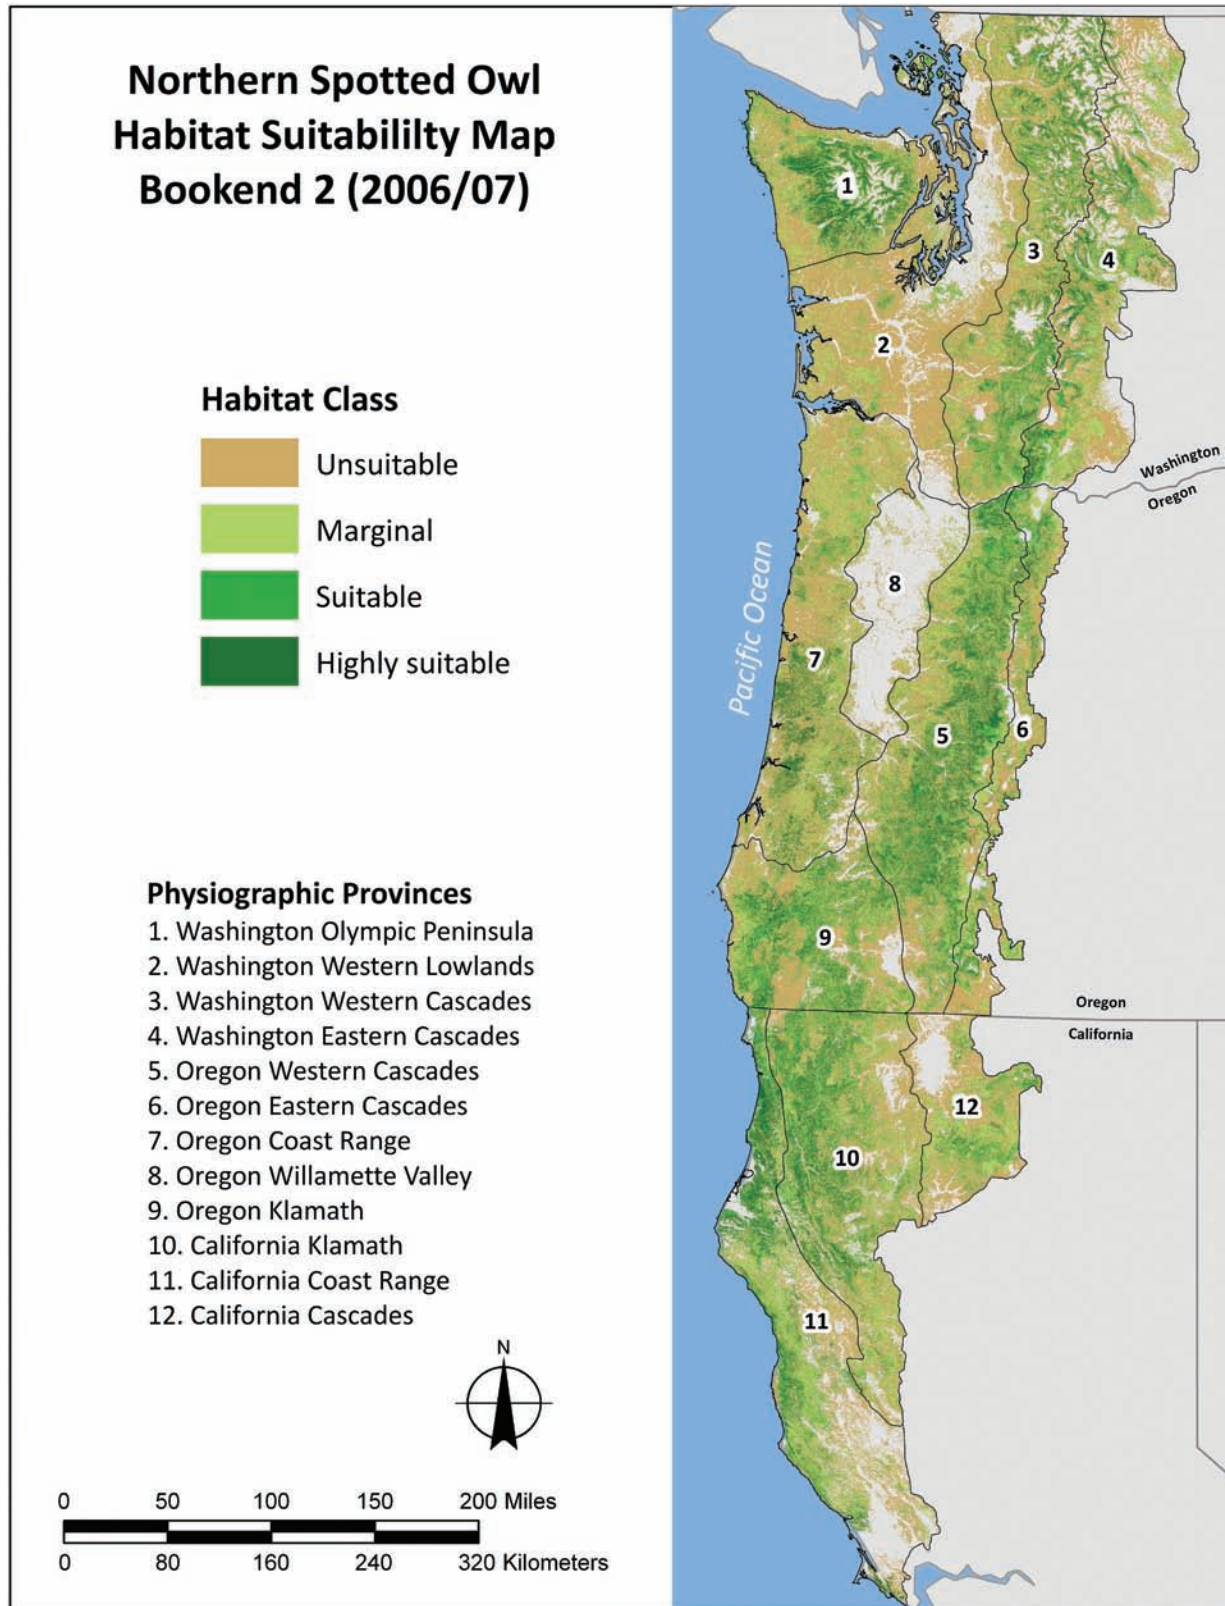 Northern Spotted Owl
Habitat Suitabililty Map
Bookend 2 (2006/07)
Habitat Class
Unsuitable
Marginal
Suitable
Highly suitable
Physiographic Provinces
1. Washington Olympic Peninsula
2. Washington Western Lowlands
3. Washington Western Cascades
4. Washington Eastern Cascades
5. Oregon Western Cascades
6. Oregon Eastern Cascades
7. Oregon Coast Range
8. Oregon Willamette Valley
9. Oregon Klamath
10. California Klamath
11. California Coast Range
12. California Cascades
N
0 50 100 150 200 Miles
0 80 160 240 320 Kilometers
1
3
4
2
Washington
Oregon
Pacific Ocean
8
7
5
6
9
Oregon
California
12
10
11